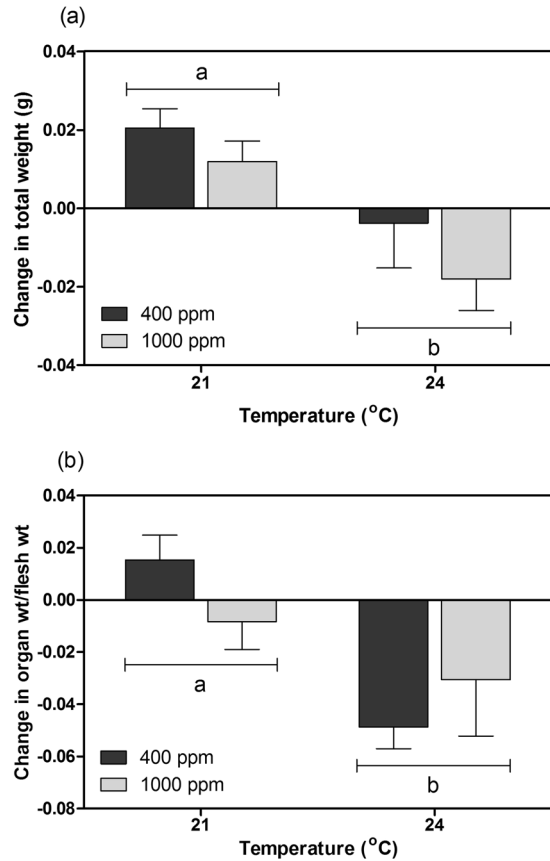 (a)
Change in total weight (g)
0.04
0.02
0.00
-0.02
-0.04
a
b
400 ppm
1000 ppm
21 24
Temperature (°C)
(b)
Change in organ wt/flesh wt
0.04
0.02
0.00
-0.02
-0.04
-0.06
-0.08
a
b
400 ppm
1000 ppm
21 24
Temperature (°C)